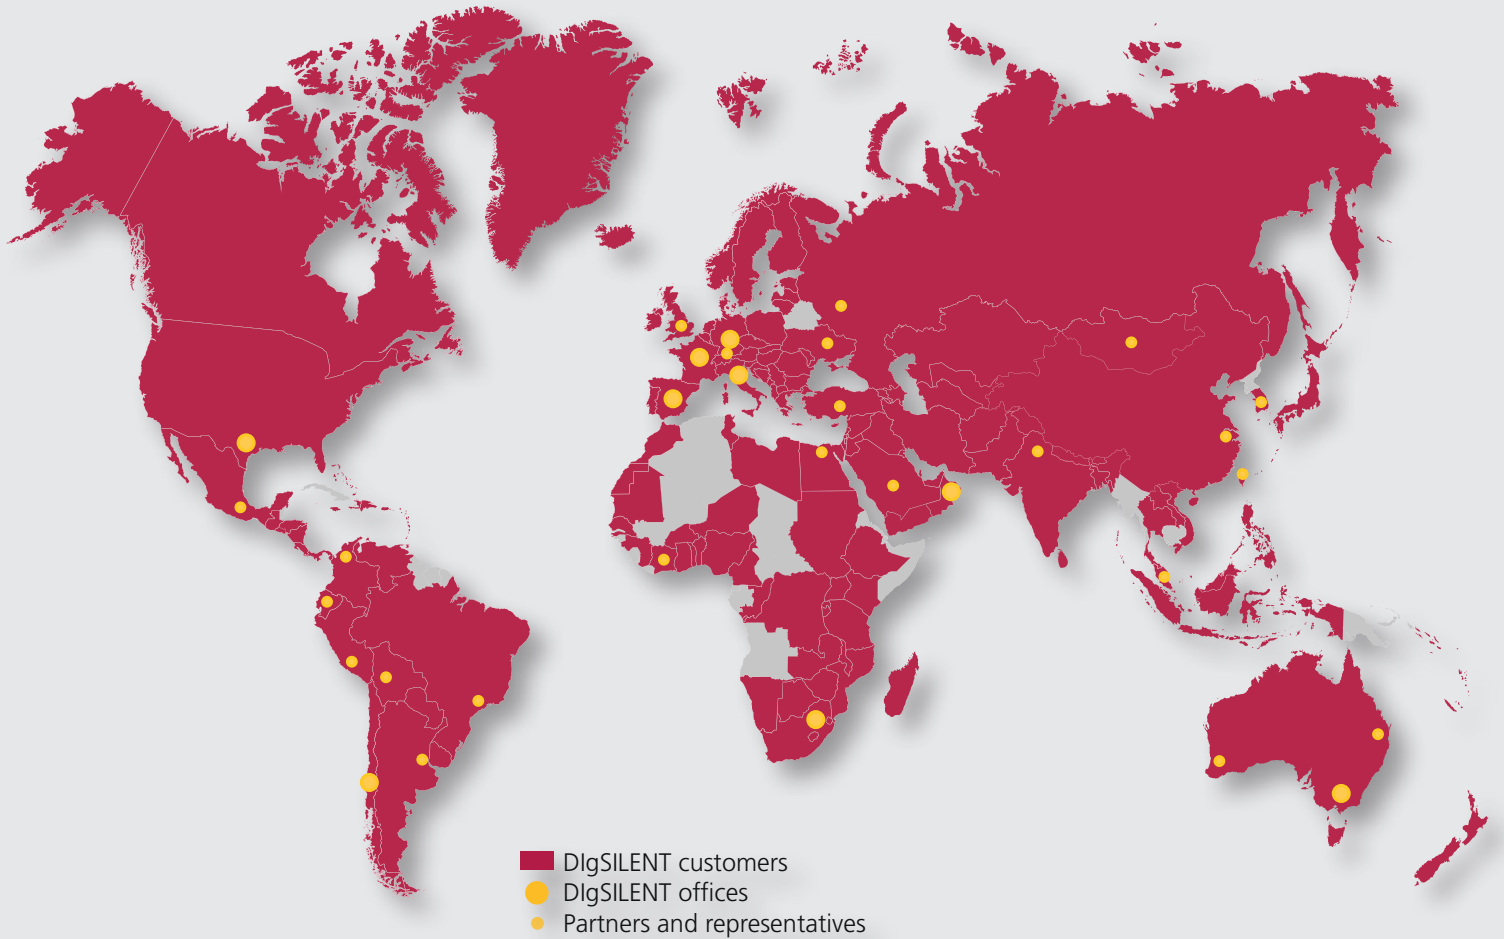 DIgSILENT customers
DIgSILENT offices
Partners and representatives